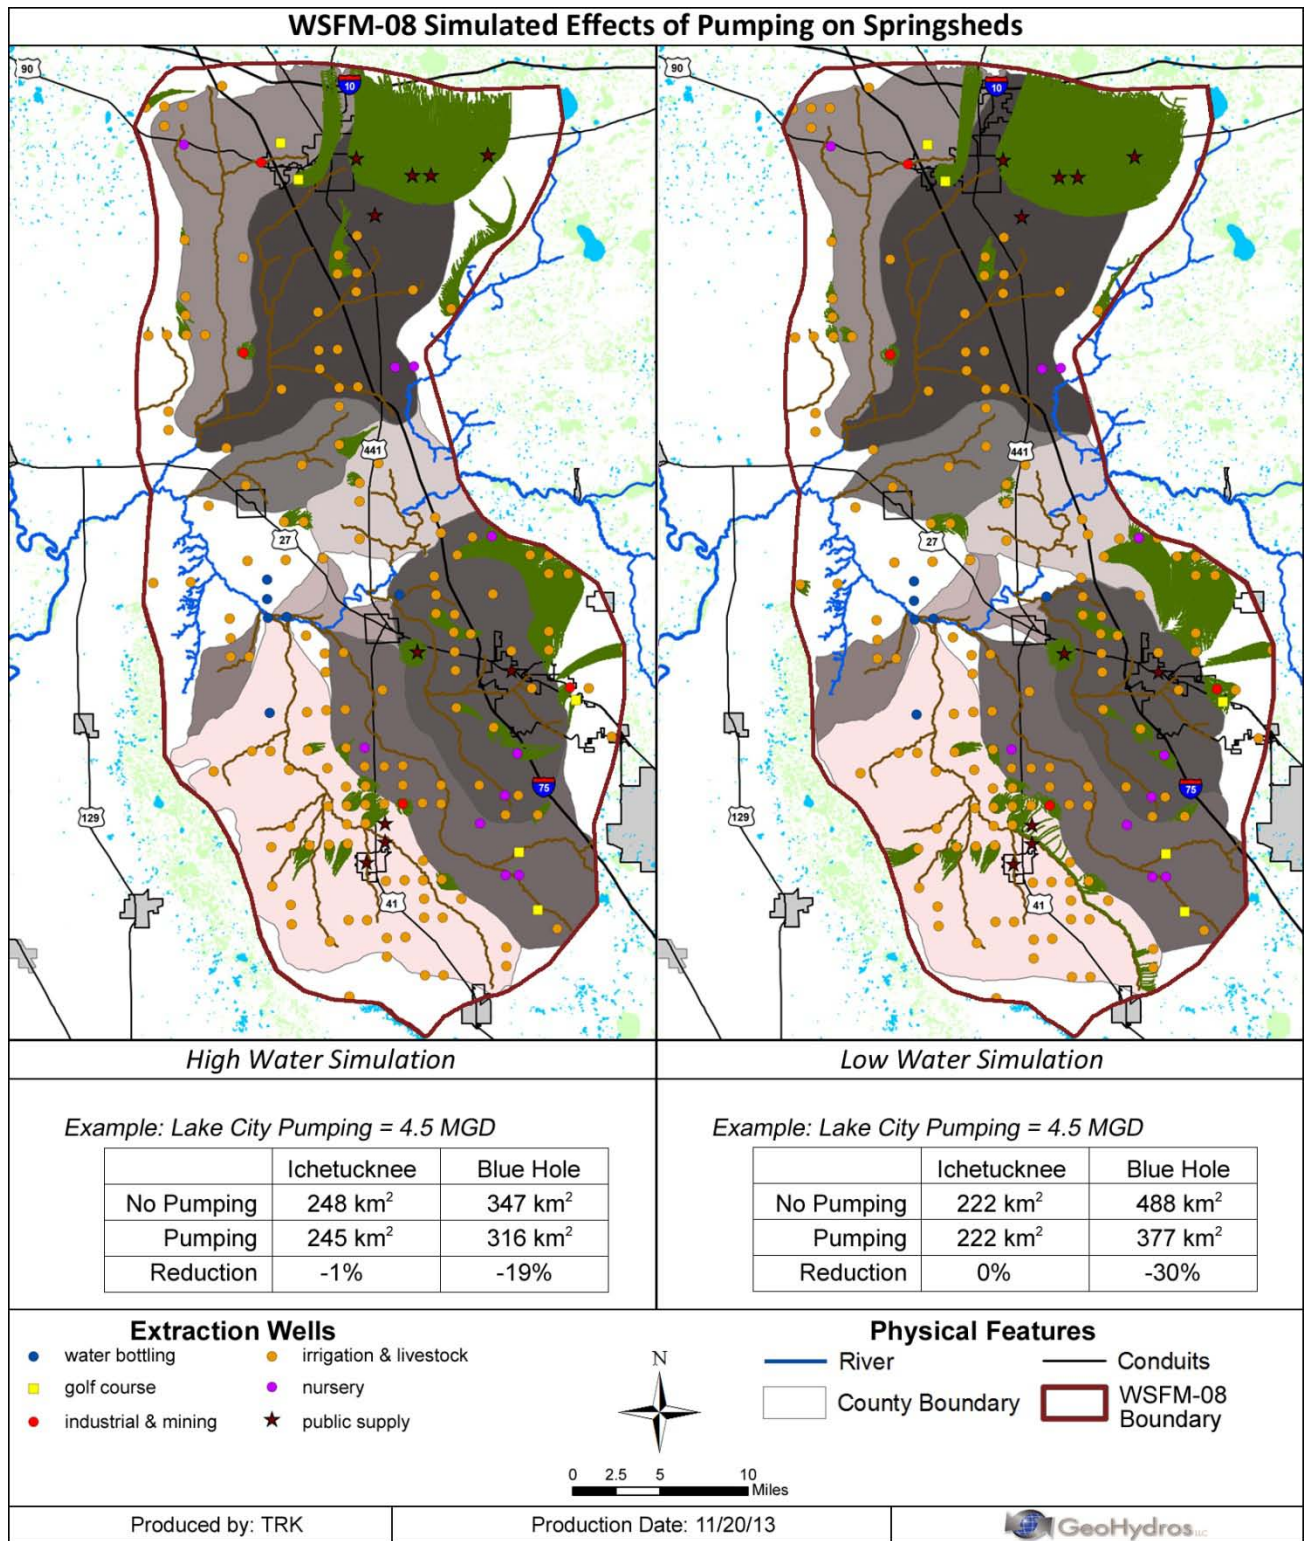 WSFM-08 Simulated Effects of Pumping on Springsheds
90
10
441
27
129
75
41
90
10
441
27
129
75
41
High Water Simulation
Low Water Simulation
Example: Lake City Pumping = 4.5 MGD
Ichetucknee Blue Hole
No Pumping 248 km² 347 km²
Pumping 245 km² 316 km²
Reduction -1% -19%
Example: Lake City Pumping = 4.5 MGD
Ichetucknee Blue Hole
No Pumping 222 km² 488 km²
Pumping 222 km² 377 km²
Reduction 0% -30%
Extraction Wells
water bottling
irrigation & livestock
golf course
nursery
industrial & mining
public supply
N
0 2.5 5 10
Miles
Physical Features
River
Conduits
County Boundary
WSFM-08
Boundary
Produced by: TRK
Production Date: 11/20/13
GeoHydros LLC